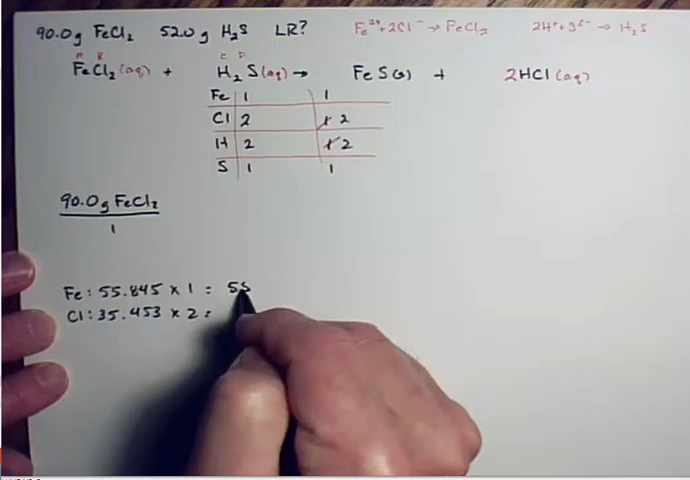 90.0g FeCl₂ 52.0g H₂S LR? Fe²⁺+2Cl⁻→FeCl₂ 2H⁺+S²⁻→H₂S
A B C D
FeCl₂(aq) + H₂S(aq)→ FeS(s) + 2HCl(aq)
Fe 1 1
Cl 2 1 2
H 2 1 2
S 1 1
90.0g FeCl₂
1
Fe: 55.845 × 1 = 55
Cl: 35.453 × 2 =